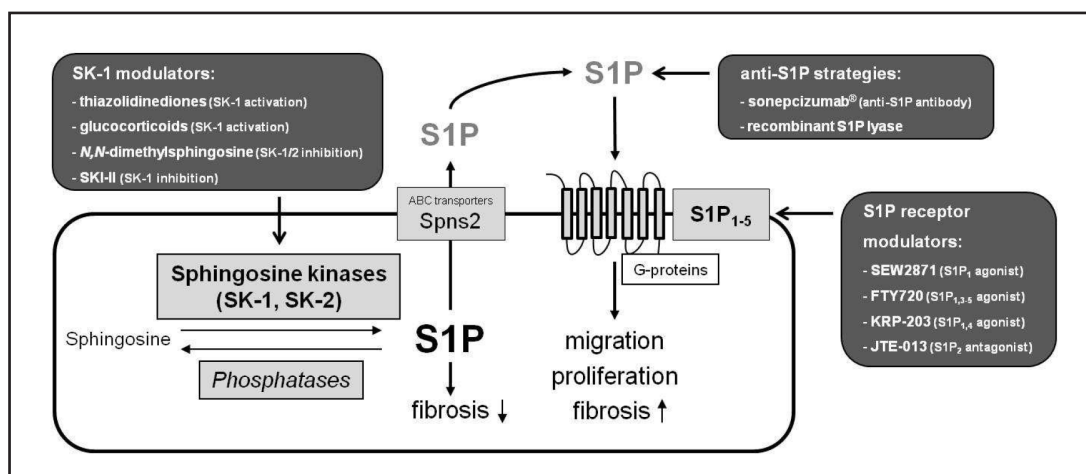 SK-1 modulators:
- thiazolidinediones (SK-1 activation)
- glucocorticoids (SK-1 activation)
- N,N-dimethylsphingosine (SK-1/2 inhibition)
- SKI-II (SK-1 inhibition)
S1P
S1P
anti-S1P strategies:
- sonepcizumab® (anti-S1P antibody)
- recombinant S1P lyase
ABC transporters
Spns2
S1P₁₋₅
G-proteins
S1P receptor
modulators:
- SEW2871 (S1P₁ agonist)
- FTY720 (S1P₁,₃₋₅ agonist)
- KRP-203 (S1P₁,₄ agonist)
- JTE-013 (S1P₂ antagonist)
Sphingosine kinases
(SK-1, SK-2)
Sphingosine
S1P
Phosphatases
fibrosis ↓
migration
proliferation
fibrosis ↑